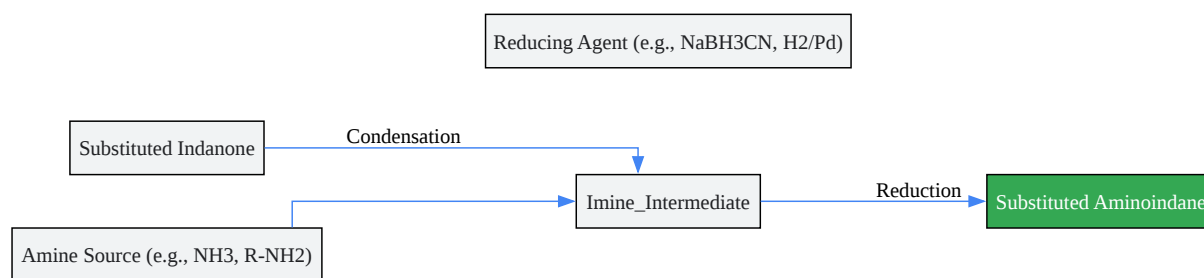 Reducing Agent (e.g., NaBH3CN, H2/Pd)
Substituted Indanone
Condensation
Imine_Intermediate
Reduction
Substituted Aminoindane
Amine Source (e.g., NH3, R-NH2)